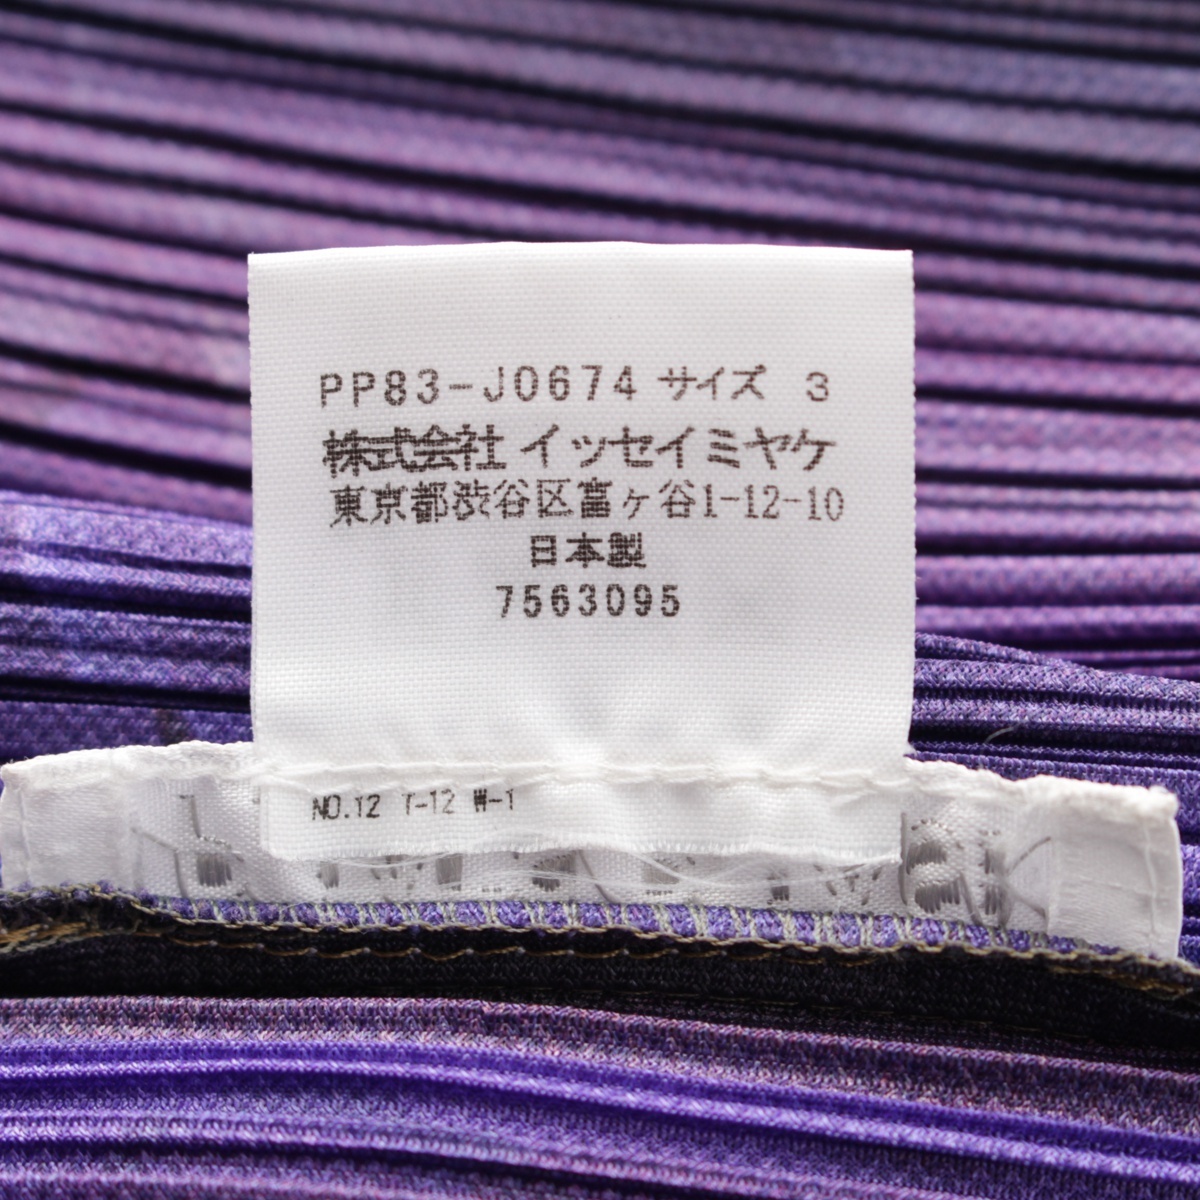 PP83-J0674 サイズ 3
株式会社 イッセイミヤケ
東京都渋谷区富ヶ谷1-12-10
日本製
7563095
NO.12 T-12 W-1